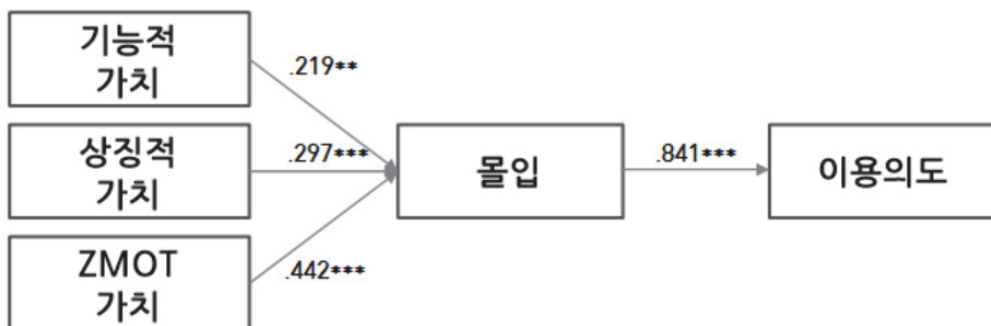 기능적
가치
.219**
상징적
가치
.297***
몰입
.841***
이용의도
ZMOT
가치
.442***